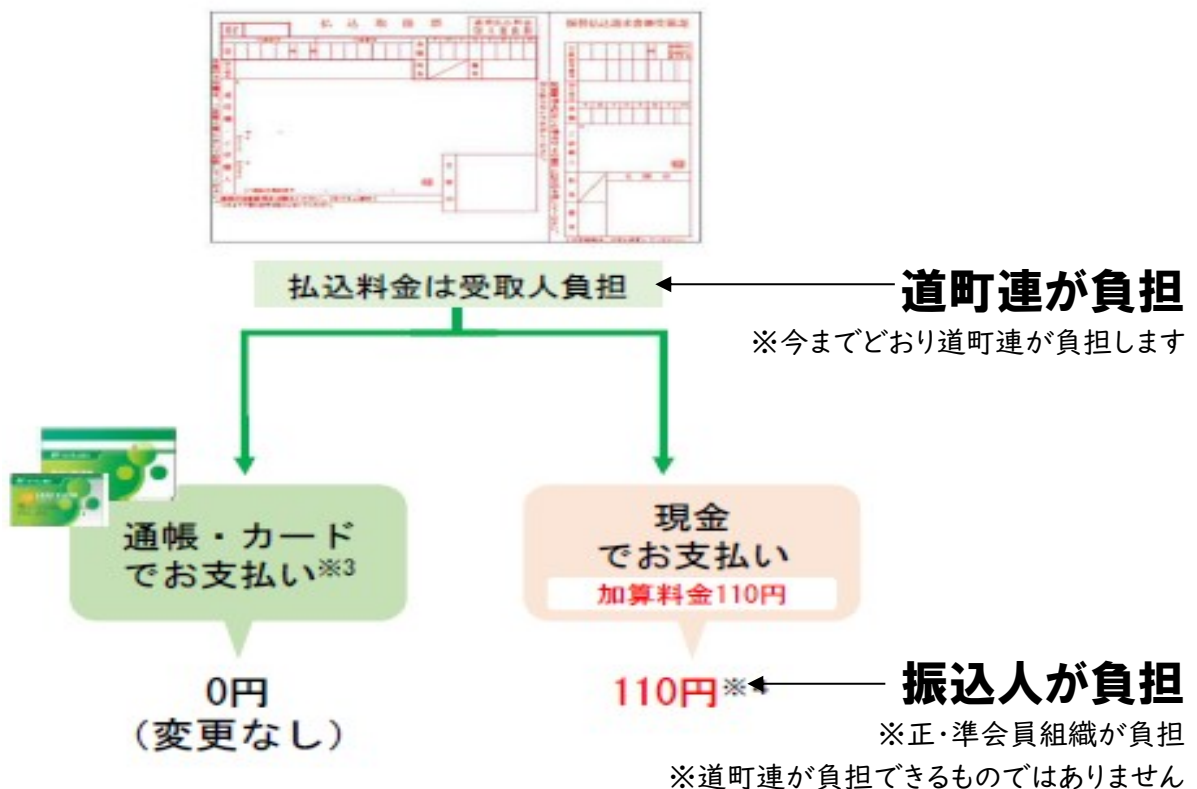 払込取扱票
払込料金は受取人負担
道町連が負担
※今までどおり道町連が負担します
通帳・カード
でお支払い※3
現金
でお支払い
加算料金110円
0円
(変更なし)
110円※
振込人が負担
※正・準会員組織が負担
※道町連が負担できるものではありません